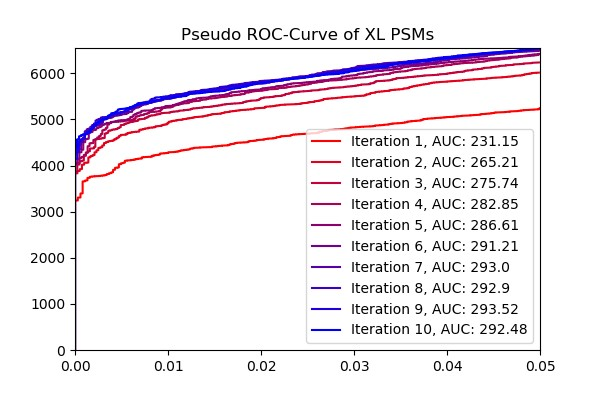 Pseudo ROC-Curve of XL PSMs
6000
5000
4000
3000
2000
1000
0
Iteration 1, AUC: 231.15
Iteration 2, AUC: 265.21
Iteration 3, AUC: 275.74
Iteration 4, AUC: 282.85
Iteration 5, AUC: 286.61
Iteration 6, AUC: 291.21
Iteration 7, AUC: 293.0
Iteration 8, AUC: 292.9
Iteration 9, AUC: 293.52
Iteration 10, AUC: 292.48
0.00 0.01 0.02 0.03 0.04 0.05